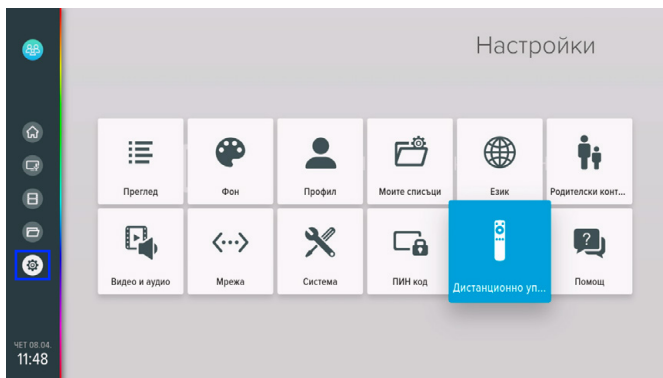 Настройки
Преглед
Фон
Профил
Моите списъци
Език
Родителски конт...
Видео и аудио
Мрежа
Система
ПИН код
Дистанционно уп...
Помощ
ЧЕТ 08.04.
11:48